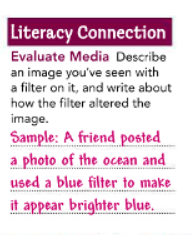 Literacy Connection
Evaluate Media Describe
an image you've seen with
a filter on it, and write about
how the filter altered the
image.
Sample: A friend posted
a photo of the ocean and
used a blue filter to make
it appear brighter blue.